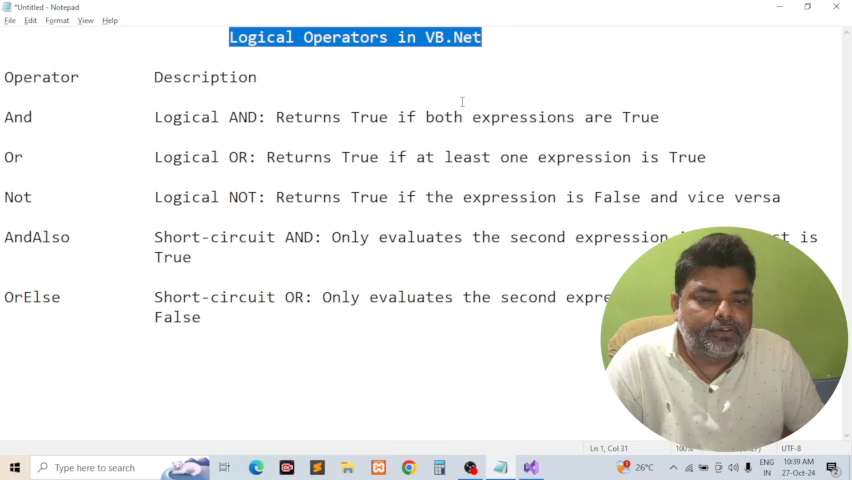 *Untitled - Notepad
File Edit Format View Help
Logical Operators in VB.Net
Operator Description
And Logical AND: Returns True if both expressions are True
Or Logical OR: Returns True if at least one expression is True
Not Logical NOT: Returns True if the expression is False and vice versa
AndAlso Short-circuit AND: Only evaluates the second expression is
True
OrElse Short-circuit OR: Only evaluates the second
False
Ln 1, Col 31 100% UTF-8
Type here to search
26°C
ENG
IN
10:39 AM
27-Oct-24
2